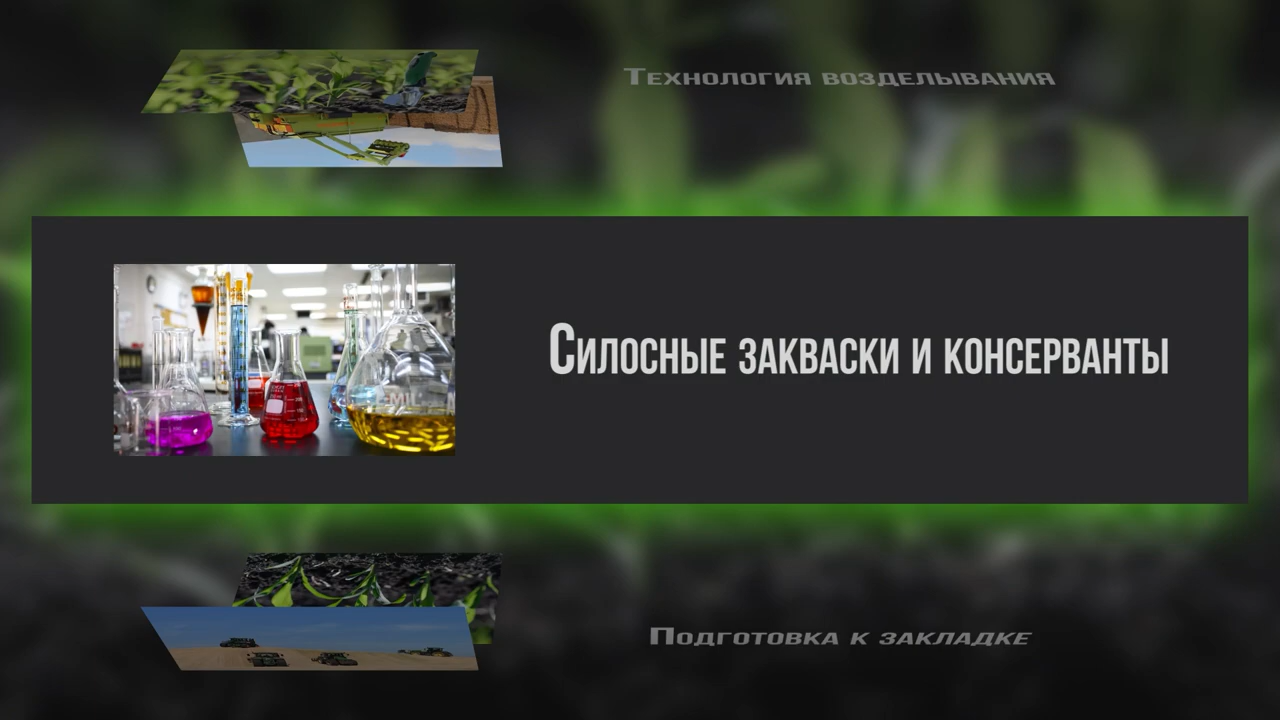 Технология возделывания
Силосные закваски и консерванты
Подготовка к закладке